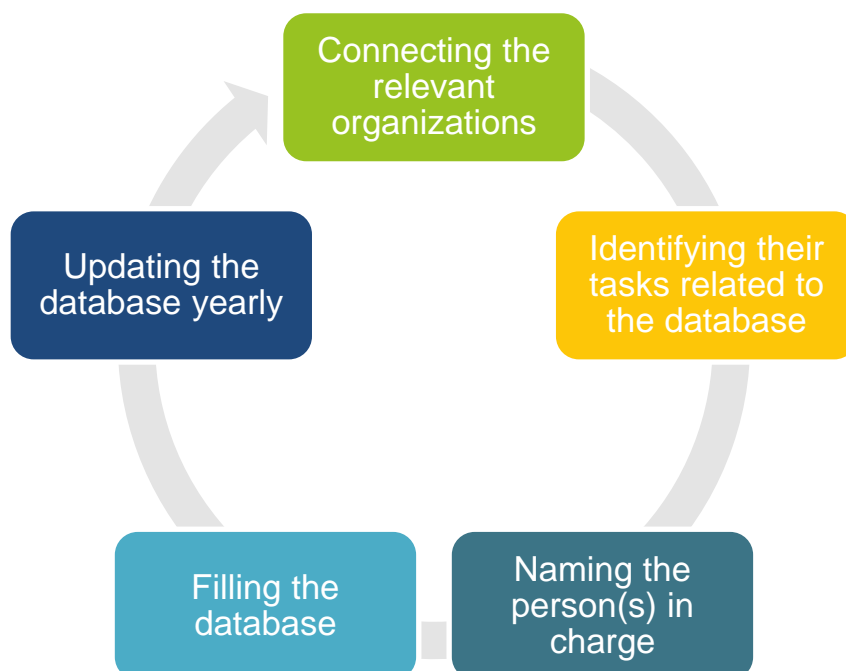 Connecting the
relevant
organizations
Identifying their
tasks related to
the database
Naming the
person(s) in
charge
Filling the
database
Updating the
database yearly